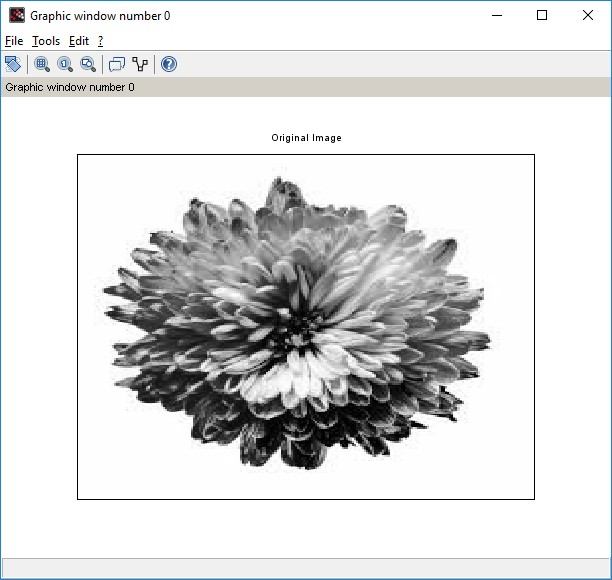 Graphic window number 0
File Tools Edit ?
Graphic window number 0
Original Image